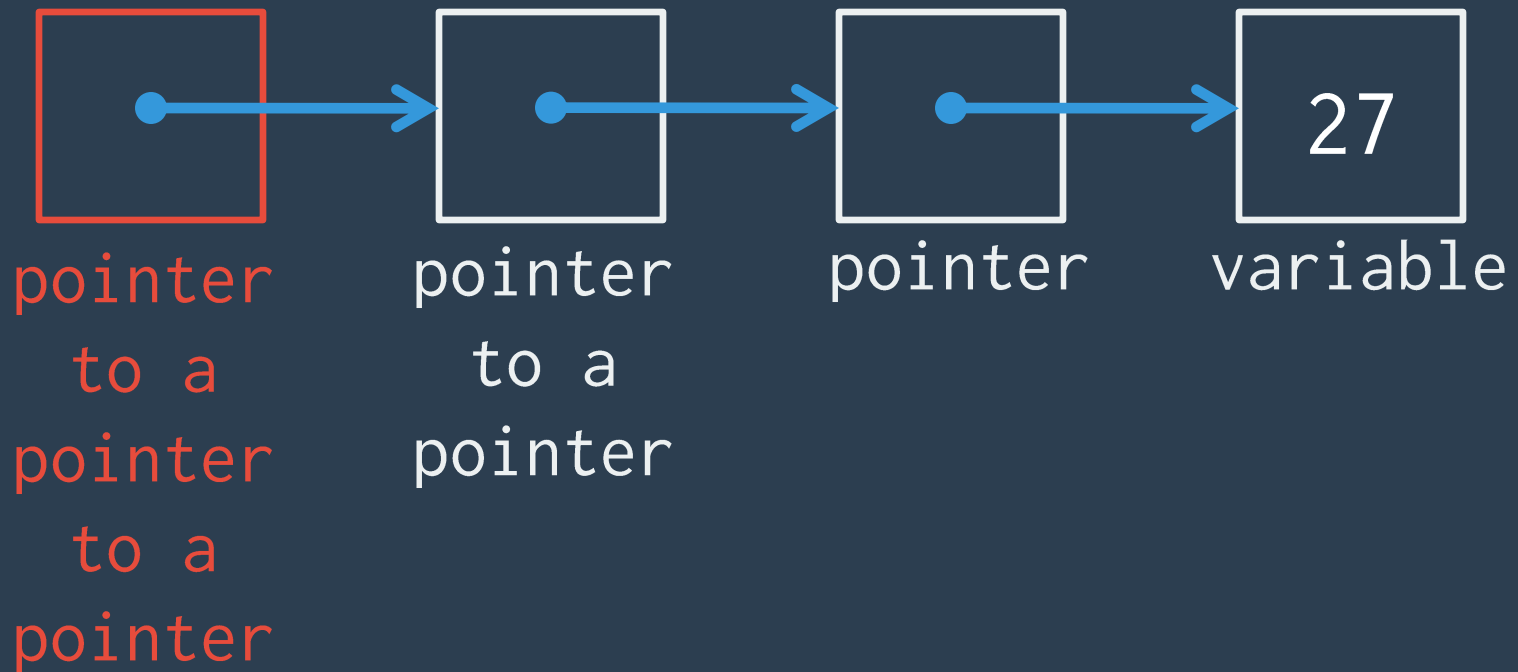 27
pointer
to a
pointer
to a
pointer
pointer
to a
pointer
pointer
variable